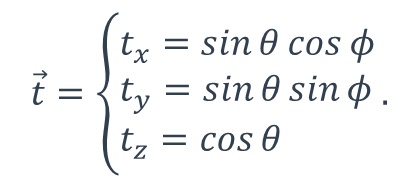 t⃗ = { t_x = sin θ cos ϕ
t_y = sin θ sin ϕ .
t_z = cos θ